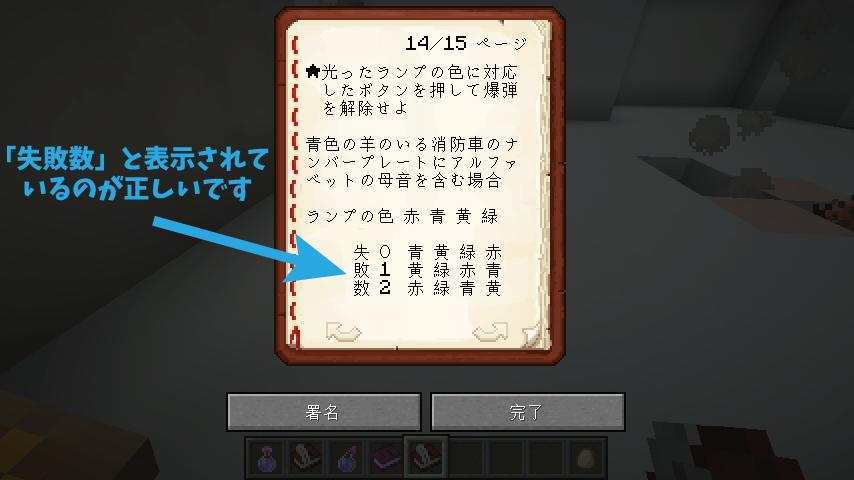 14/15 ページ
★光ったランプの色に対応
したボタンを押して爆弾
を解除せよ
青色の羊のいる消防車のナ
ンバープレートにアルファ
ベットの母音を含む場合
ランプの色 赤 青 黄 緑
失 0 青 黄 緑 赤
敗 1 黄 緑 赤 青
数 2 赤 緑 青 黄
「失敗数」と表示されて
いるのが正しいです
署名
完了